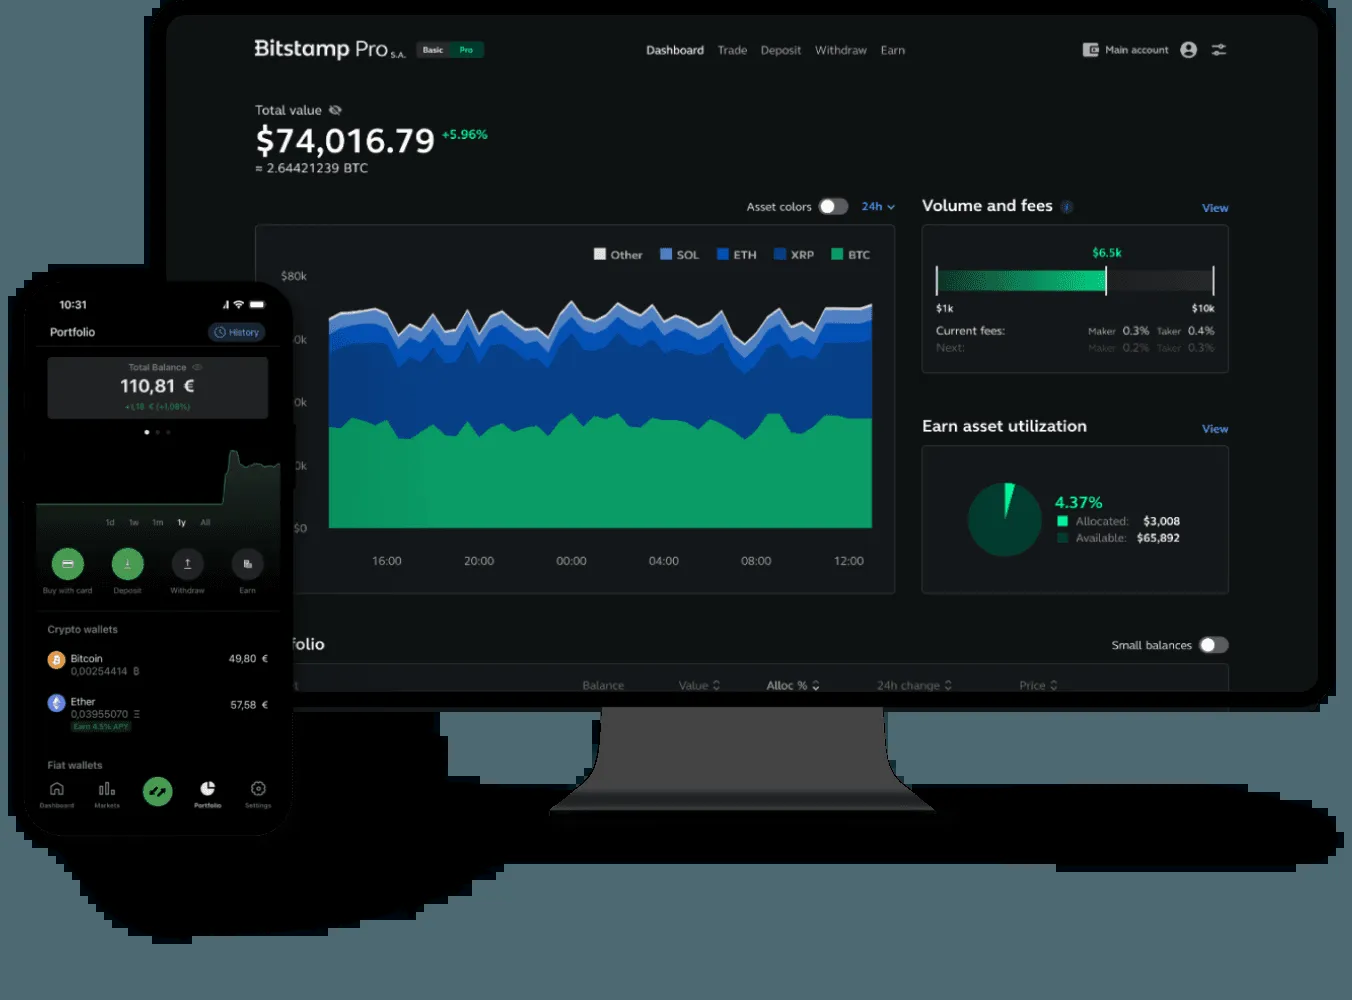 Bitstamp Pro S.A. Basic Pro
Dashboard Trade Deposit Withdraw Earn
Main account
Total value
$74,016.79 +5.96%
≈ 2.64421239 BTC
Asset colors 24h
Other SOL ETH XRP BTC
$80k
0k
0k
0k
$0
16:00 20:00 00:00 04:00 08:00 12:00
Volume and fees i View
$6.5k
$1k $10k
Current fees: Maker 0.3% Taker 0.4%
Next: Maker 0.2% Taker 0.3%
Earn asset utilization View
4.37%
Allocated: $3,008
Available: $65,892
folio
Small balances
t Balance Value Alloc % 24h change Price
10:31
Portfolio History
Total Balance
110,81 €
+1,18 € (+1,08%)
1d 1w 1m 1y All
Buy with card Deposit Withdraw Earn
Crypto wallets
Bitcoin 49,80 €
0,00254414 ₿
Ether 57,58 €
0,03955070 Ξ
Earn 4.5% APY
Fiat wallets
Dashboard Markets Portfolio Settings